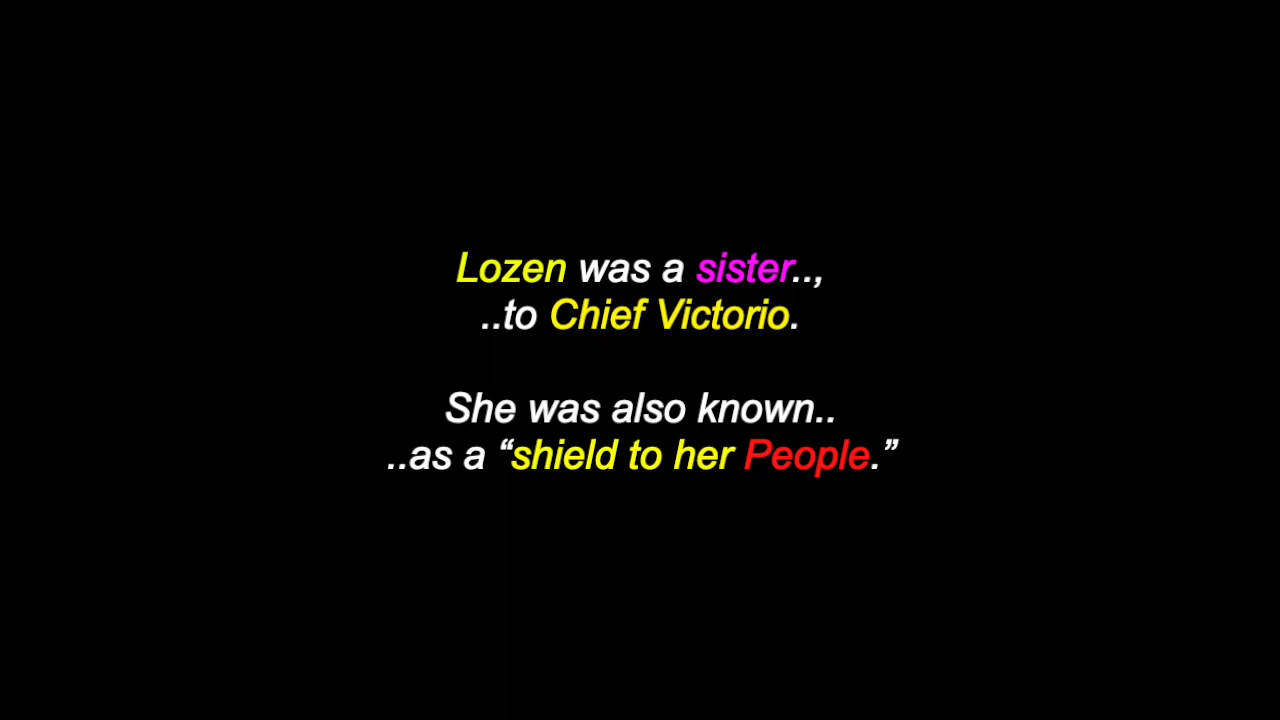 Lozen was a sister..,
..to Chief Victorio.
She was also known..
..as a “shield to her People.”